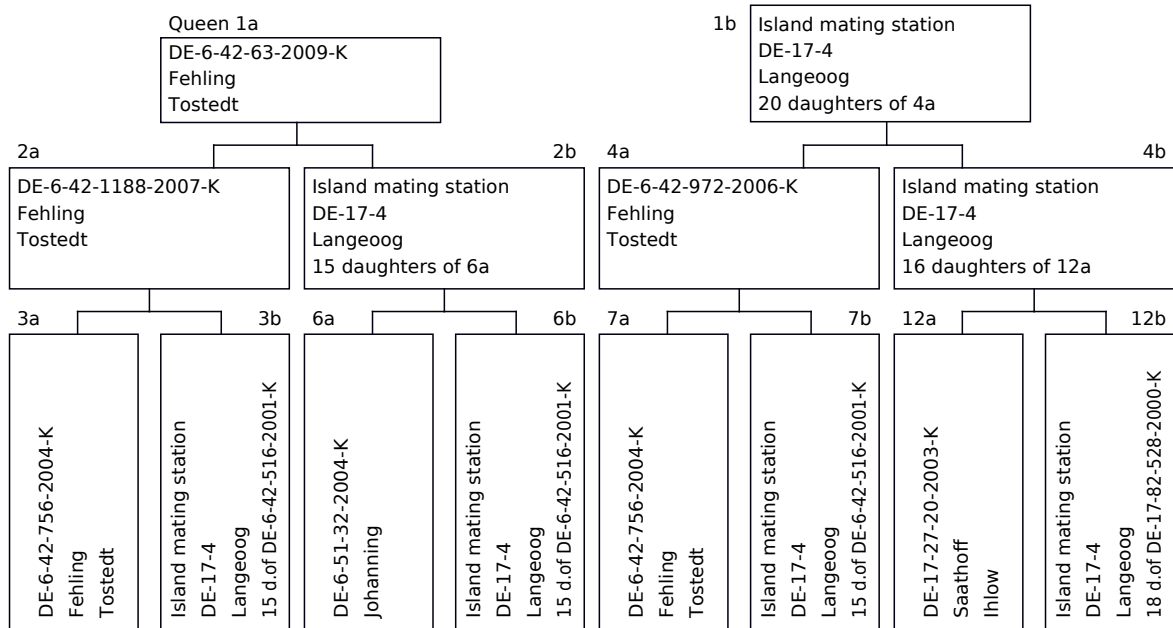 Queen 1a
DE-6-42-63-2009-K
Fehling
Tostedt
1b
Island mating station
DE-17-4
Langeoog
20 daughters of 4a
2a
DE-6-42-1188-2007-K
Fehling
Tostedt
2b
Island mating station
DE-17-4
Langeoog
15 daughters of 6a
4a
DE-6-42-972-2006-K
Fehling
Tostedt
4b
Island mating station
DE-17-4
Langeoog
16 daughters of 12a
3a
DE-6-42-756-2004-K
Fehling
Tostedt
3b
Island mating station
DE-17-4
Langeoog
15 d.of DE-6-42-516-2001-K
6a
DE-6-51-32-2004-K
Johanning
6b
Island mating station
DE-17-4
Langeoog
15 d.of DE-6-42-516-2001-K
7a
DE-6-42-756-2004-K
Fehling
Tostedt
7b
Island mating station
DE-17-4
Langeoog
15 d.of DE-6-42-516-2001-K
12a
DE-17-27-20-2003-K
Saathoff
Ihlow
12b
Island mating station
DE-17-4
Langeoog
18 d.of DE-17-82-528-2000-K